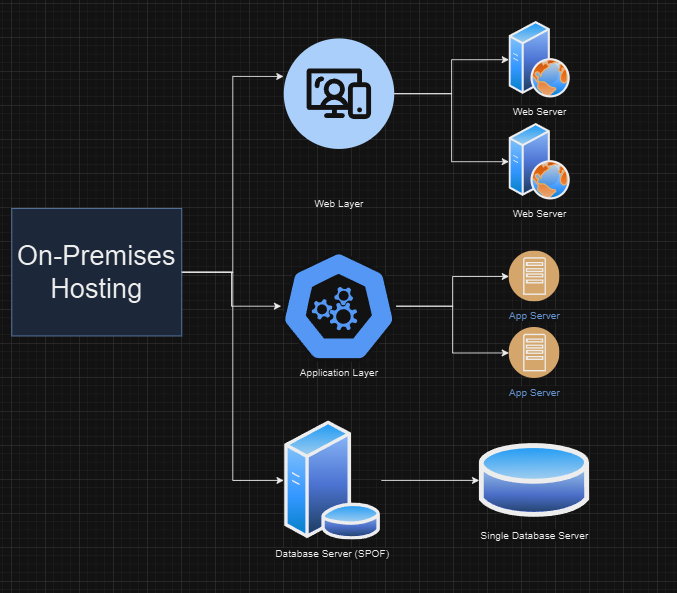 On-Premises
Hosting
Web Layer
Web Server
Web Server
Application Layer
App Server
App Server
Database Server (SPOF)
Single Database Server